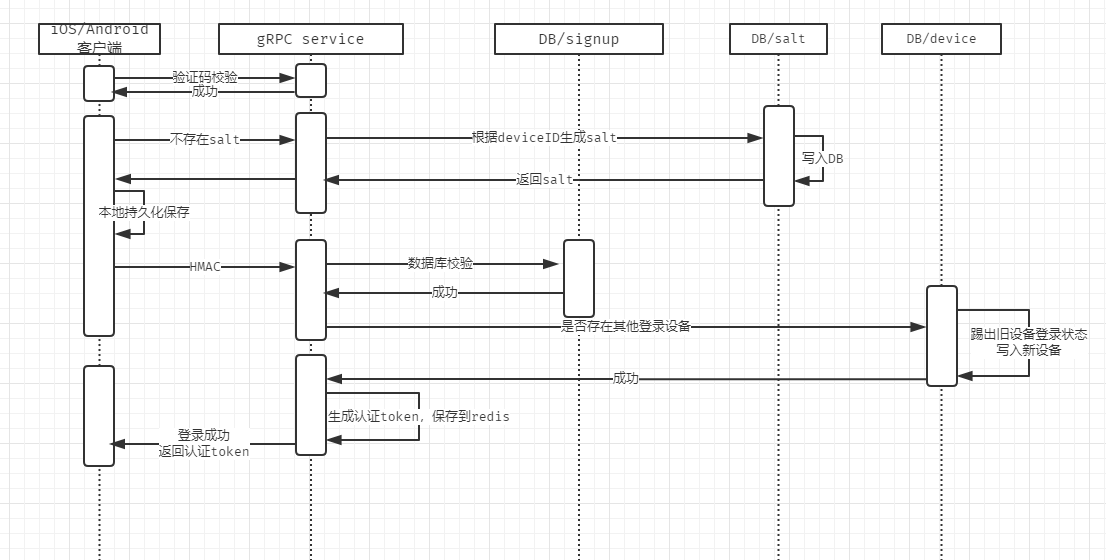 iOS/Android
客户端
gRPC service
DB/signup
DB/salt
DB/device
验证码校验
成功
不存在salt
根据deviceID生成salt
写入DB
返回salt
本地持久化保存
HMAC
数据库校验
成功
是否存在其他登录设备
踢出旧设备登录状态
写入新设备
成功
生成认证token, 保存到redis
登录成功
返回认证token